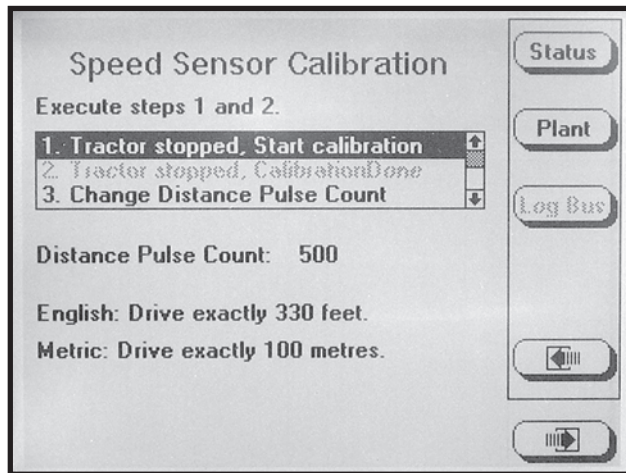 Speed Sensor Calibration
Execute steps 1 and 2.
1. Tractor stopped, Start calibration
2. Tractor stopped, CalibrationDone
3. Change Distance Pulse Count
Distance Pulse Count: 500
English: Drive exactly 330 feet.
Metric: Drive exactly 100 metres.
Status
Plant
Log Bus